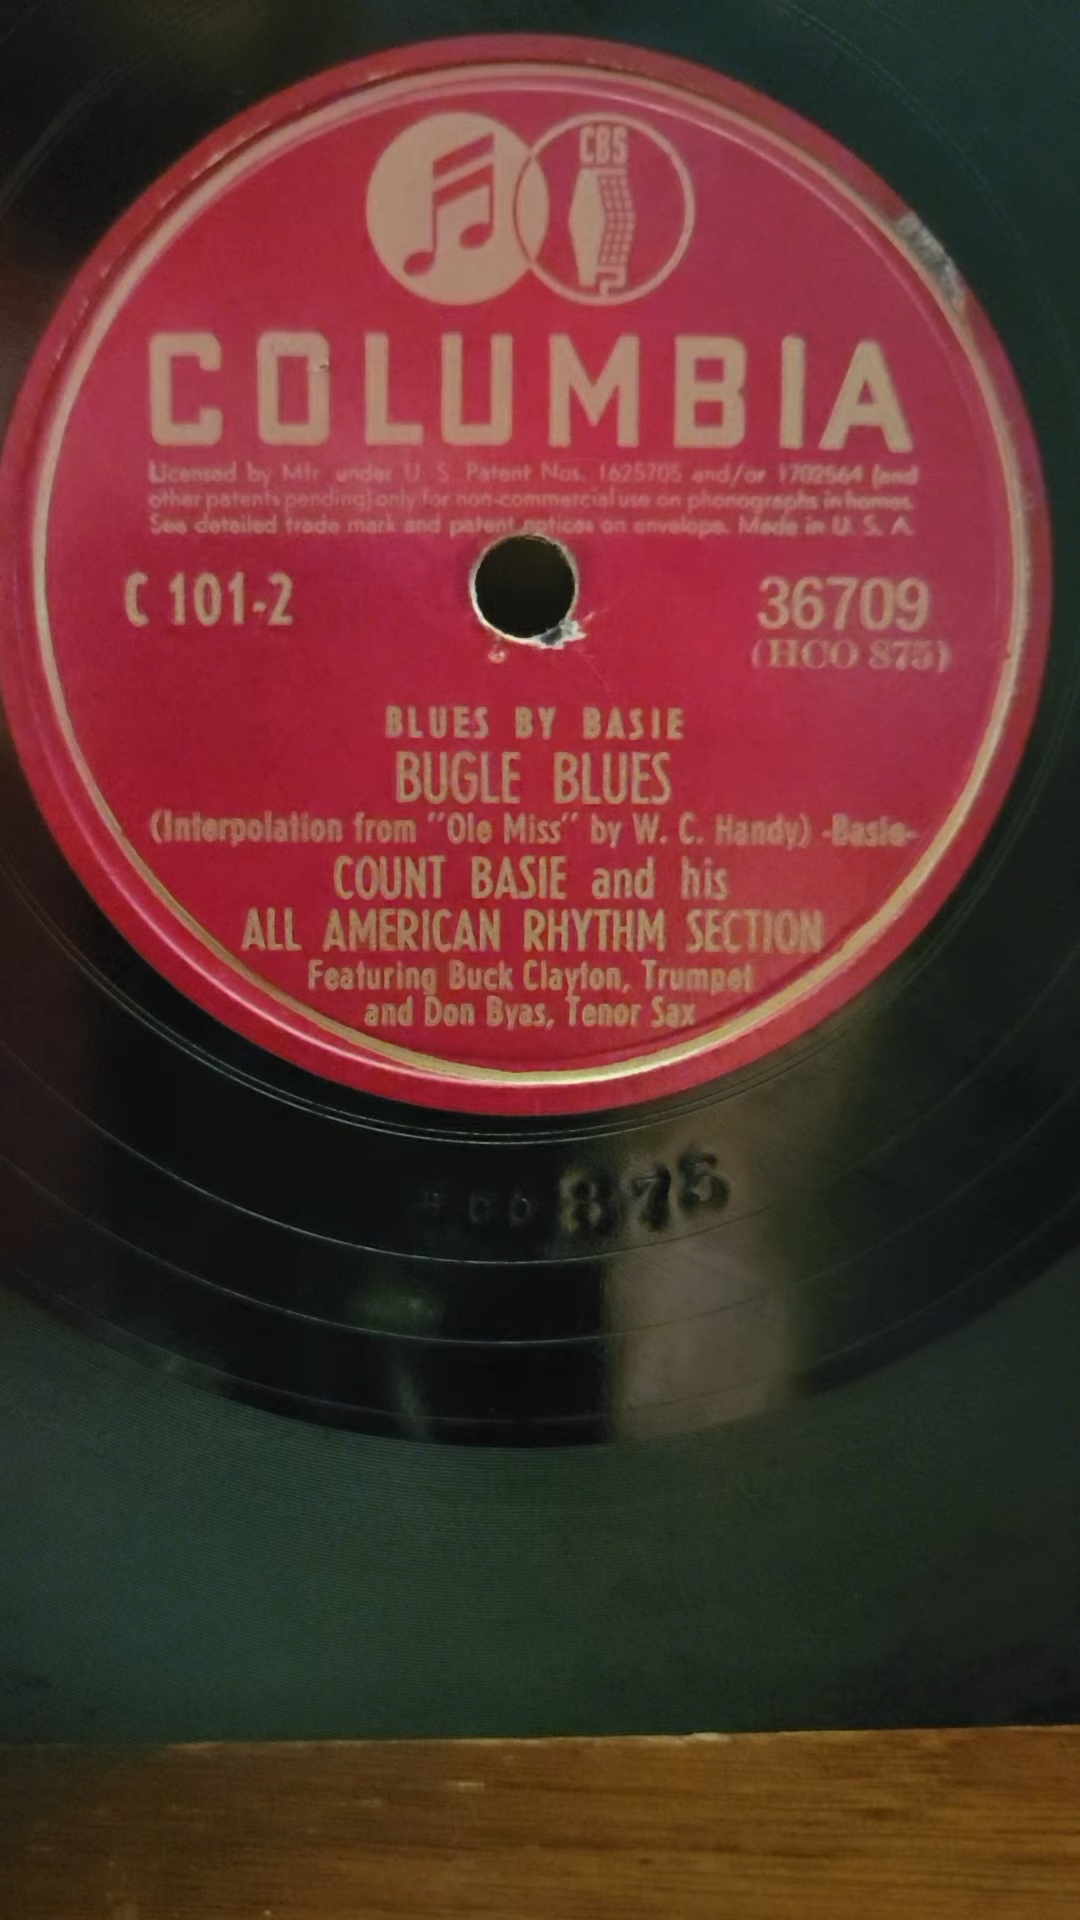 CBS
COLUMBIA
Licensed by Mfr. under U. S. Patent Nos. 1625705 and/or 1702564 (and
other patents pending) only for non-commercial use on phonographs in homes.
See detailed trade mark and patent notices on envelope. Made in U. S. A.
C 101-2
36709
(HCO 875)
BLUES BY BASIE
BUGLE BLUES
(Interpolation from "Ole Miss" by W. C. Handy) -Basie-
COUNT BASIE and his
ALL AMERICAN RHYTHM SECTION
Featuring Buck Clayton, Trumpet
and Don Byas, Tenor Sax
875